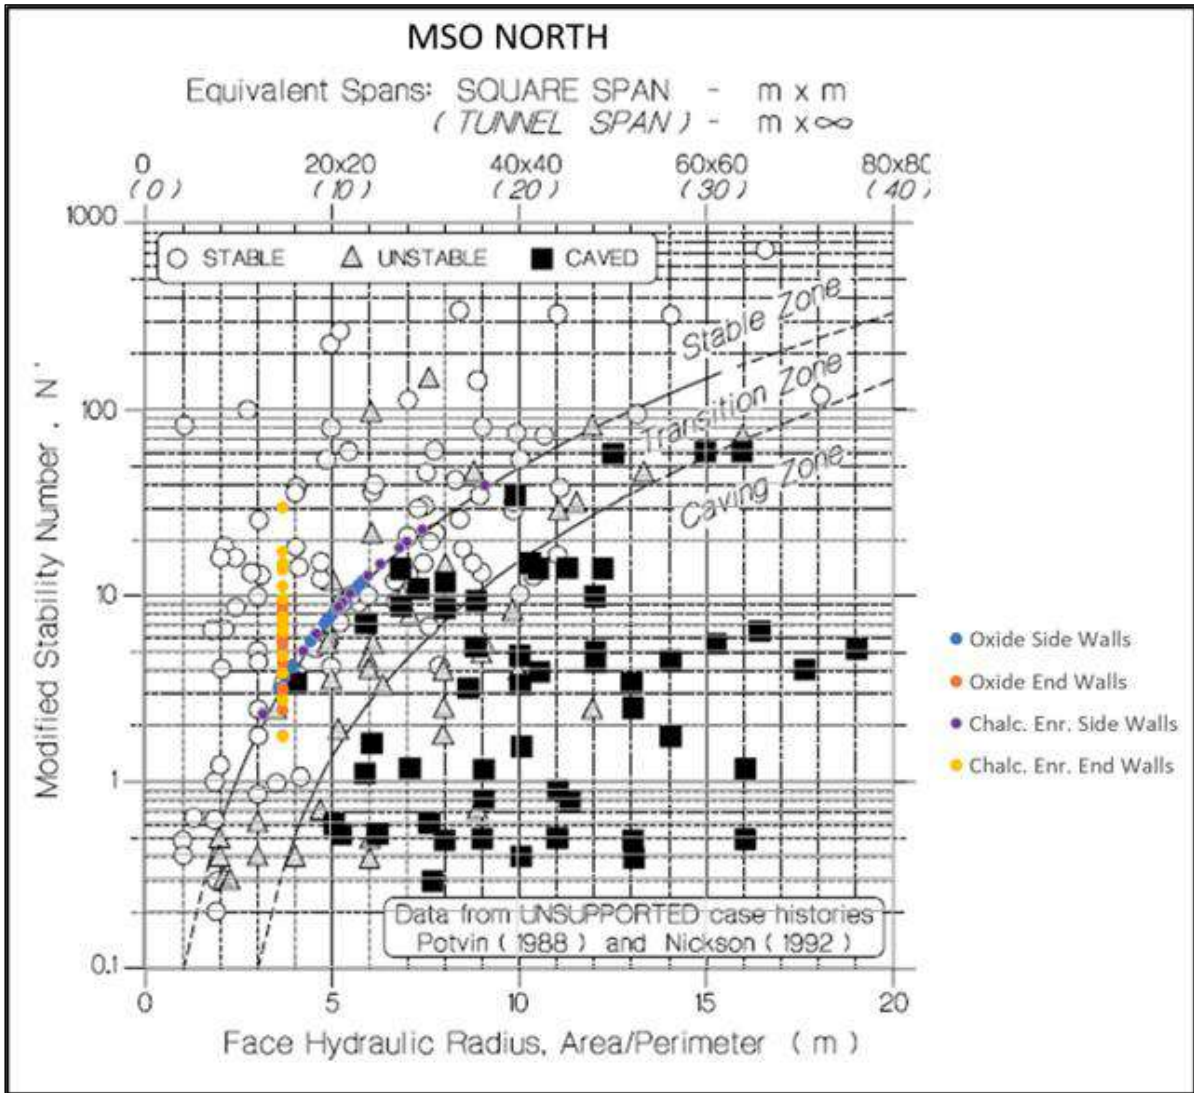 MSO NORTH
Equivalent Spans: SQUARE SPAN - m x m
( TUNNEL SPAN ) - m x∞
0 20x20 40x40 60x60 80x80
( 0 ) ( 10 ) ( 20 ) ( 30 ) ( 40 )
1000
STABLE UNSTABLE CAVED
Stable Zone
Transition Zone
Caving Zone
100
10
1
0.1
Modified Stability Number . N'
Oxide Side Walls
Oxide End Walls
Chalc. Enr. Side Walls
Chalc. Enr. End Walls
Data from UNSUPPORTED case histories
Potvin ( 1988 ) and Nickson ( 1992 )
0 5 10 15 20
Face Hydraulic Radius, Area/Perimeter ( m )